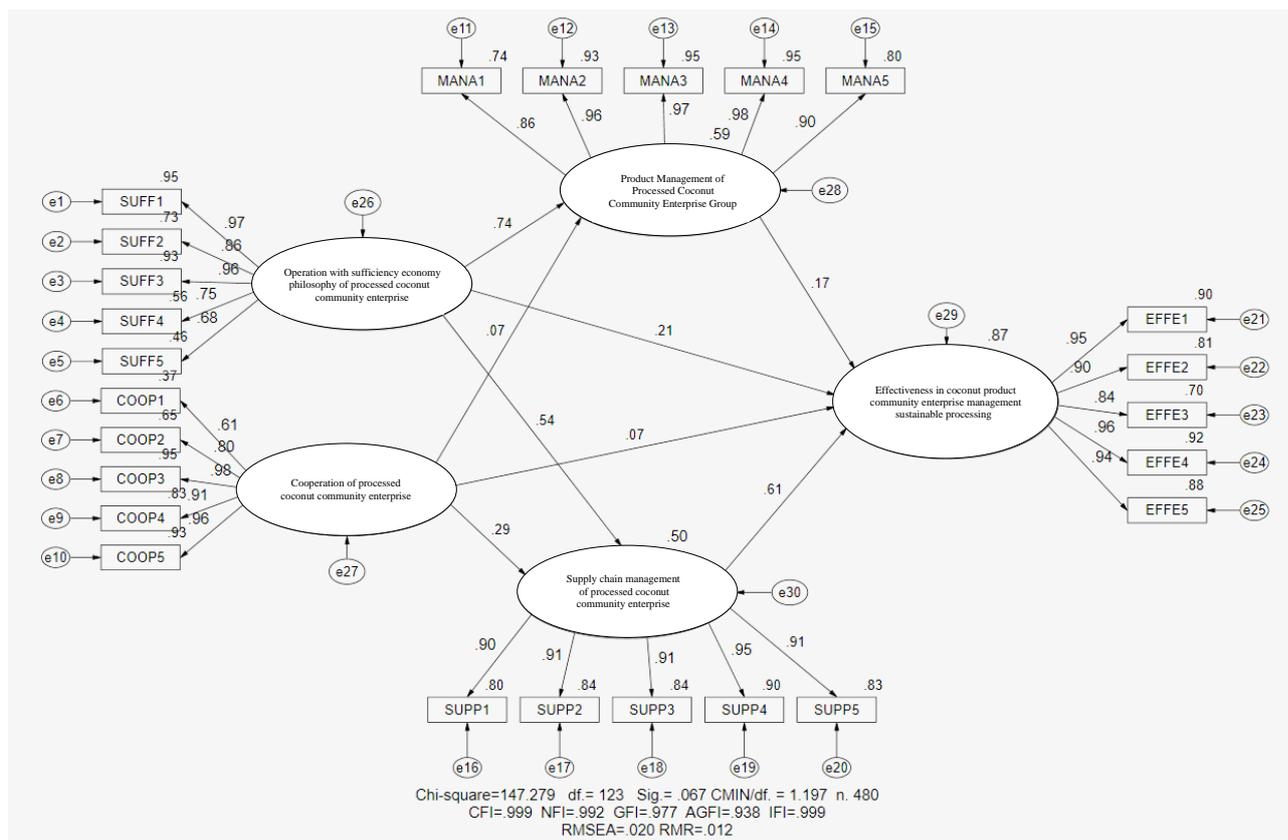 e11 e12 e13 e14 e15
.74 .93 .95 .95 .80
MANA1 MANA2 MANA3 MANA4 MANA5
.86 .96 .97 .98 .90
.59
Product Management of
Processed Coconut
Community Enterprise Group
e28
.95
e1 SUFF1
.97
.73
e2 SUFF2
.86
.93
e3 SUFF3
.96
.56
.75
e4 SUFF4
.68
.46
e5 SUFF5
e26
Operation with sufficiency economy
philosophy of processed coconut
community enterprise
.74
.07
.21
.54
.17
.37
e6 COOP1
.61
.65
e7 COOP2
.80
.95
e8 COOP3
.98
.83
.91
e9 COOP4
.96
.93
e10 COOP5
Cooperation of processed
coconut community enterprise
e27
.07
.29
.61
e29
.87
Effectiveness in coconut product
community enterprise management
sustainable processing
.90
.95 EFFE1 e21
.81
.90 EFFE2 e22
.70
.84 EFFE3 e23
.92
.96 EFFE4 e24
.88
.94 EFFE5 e25
.50
Supply chain management
of processed coconut
community enterprise
e30
.90 .91 .91 .95 .91
.80 .84 .84 .90 .83
SUPP1 SUPP2 SUPP3 SUPP4 SUPP5
e16 e17 e18 e19 e20
Chi-square=147.279 df.= 123 Sig.= .067 CMIN/df. = 1.197 n. 480
CFI=.999 NFI=.992 GFI=.977 AGFI=.938 IFI=.999
RMSEA=.020 RMR=.012